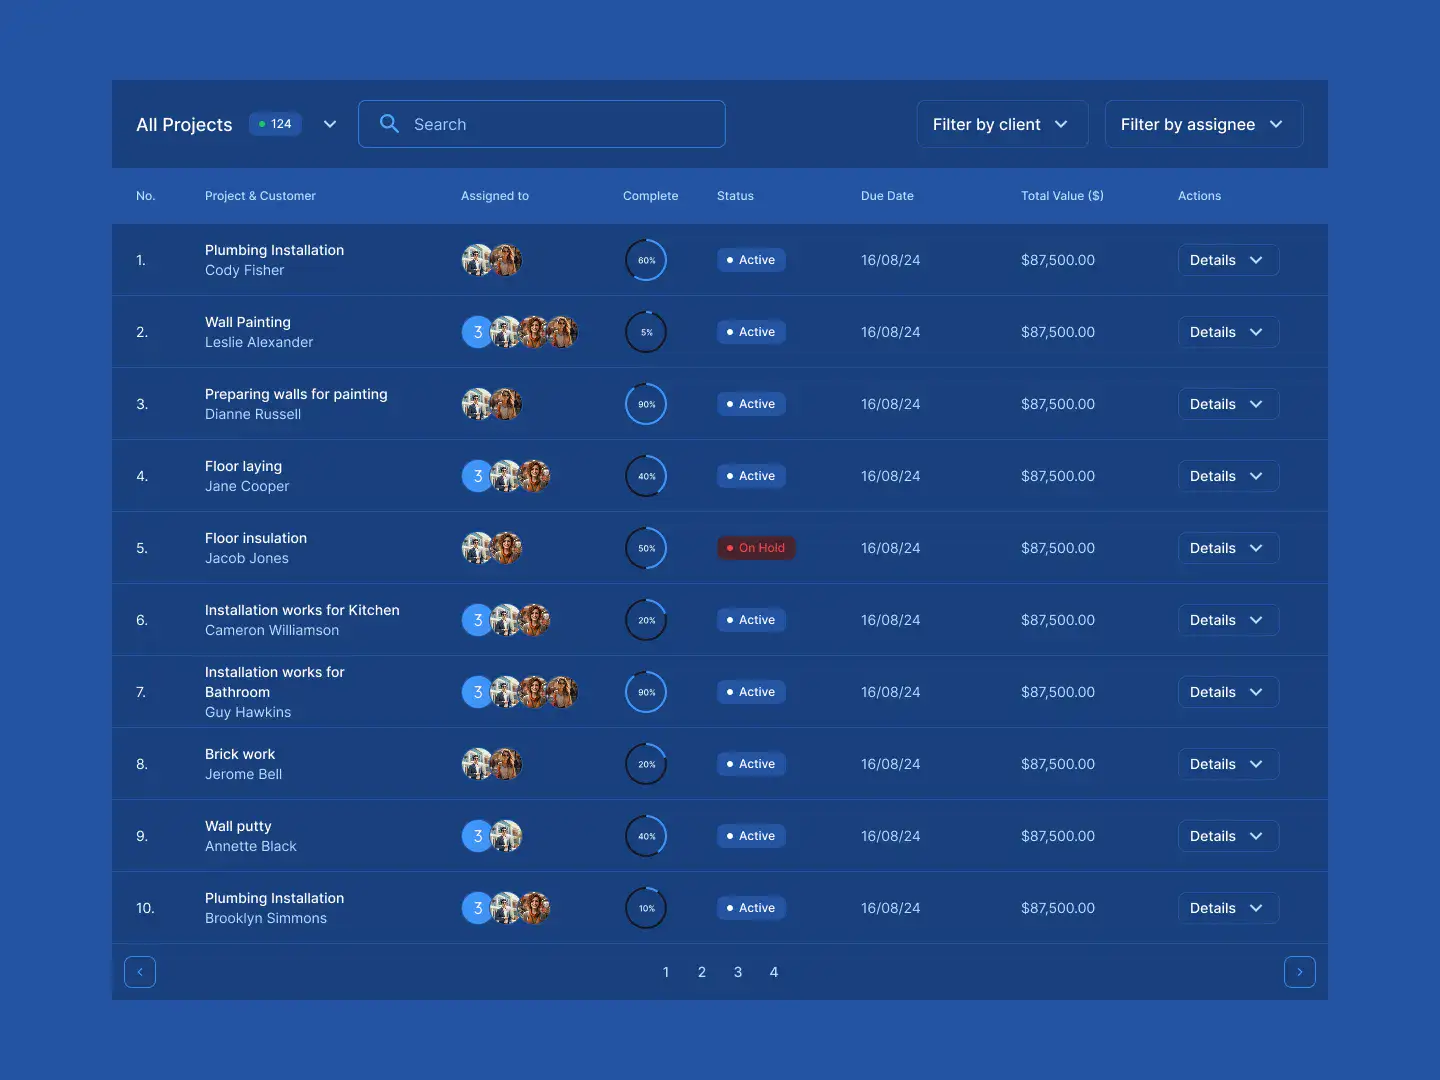 All Projects
124
Search
Filter by client
Filter by assignee
No. Project & Customer Assigned to Complete Status Due Date Total Value ($) Actions
1. Plumbing Installation 60% Active 16/08/24 $87,500.00 Details
Cody Fisher
2. Wall Painting 3 5% Active 16/08/24 $87,500.00 Details
Leslie Alexander
3. Preparing walls for painting 90% Active 16/08/24 $87,500.00 Details
Dianne Russell
4. Floor laying 3 40% Active 16/08/24 $87,500.00 Details
Jane Cooper
5. Floor insulation 50% On Hold 16/08/24 $87,500.00 Details
Jacob Jones
6. Installation works for Kitchen 3 20% Active 16/08/24 $87,500.00 Details
Cameron Williamson
7. Installation works for
Bathroom 3 90% Active 16/08/24 $87,500.00 Details
Guy Hawkins
8. Brick work 20% Active 16/08/24 $87,500.00 Details
Jerome Bell
9. Wall putty 3 40% Active 16/08/24 $87,500.00 Details
Annette Black
10. Plumbing Installation 3 10% Active 16/08/24 $87,500.00 Details
Brooklyn Simmons
1 2 3 4